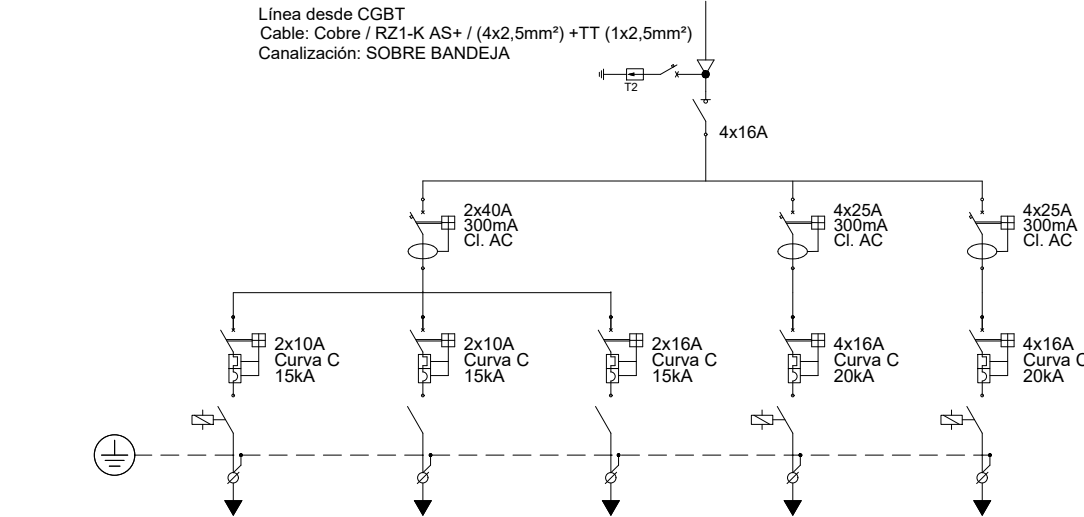 Línea desde CGBT
Cable: Cobre / RZ1-K AS+ / (4x2,5mm²) +TT (1x2,5mm²)
Canalización: SOBRE BANDEJA
T2
4x16A
2x40A
300mA
Cl. AC
4x25A
300mA
Cl. AC
4x25A
300mA
Cl. AC
2x10A
Curva C
15kA
2x10A
Curva C
15kA
2x16A
Curva C
15kA
4x16A
Curva C
20kA
4x16A
Curva C
20kA